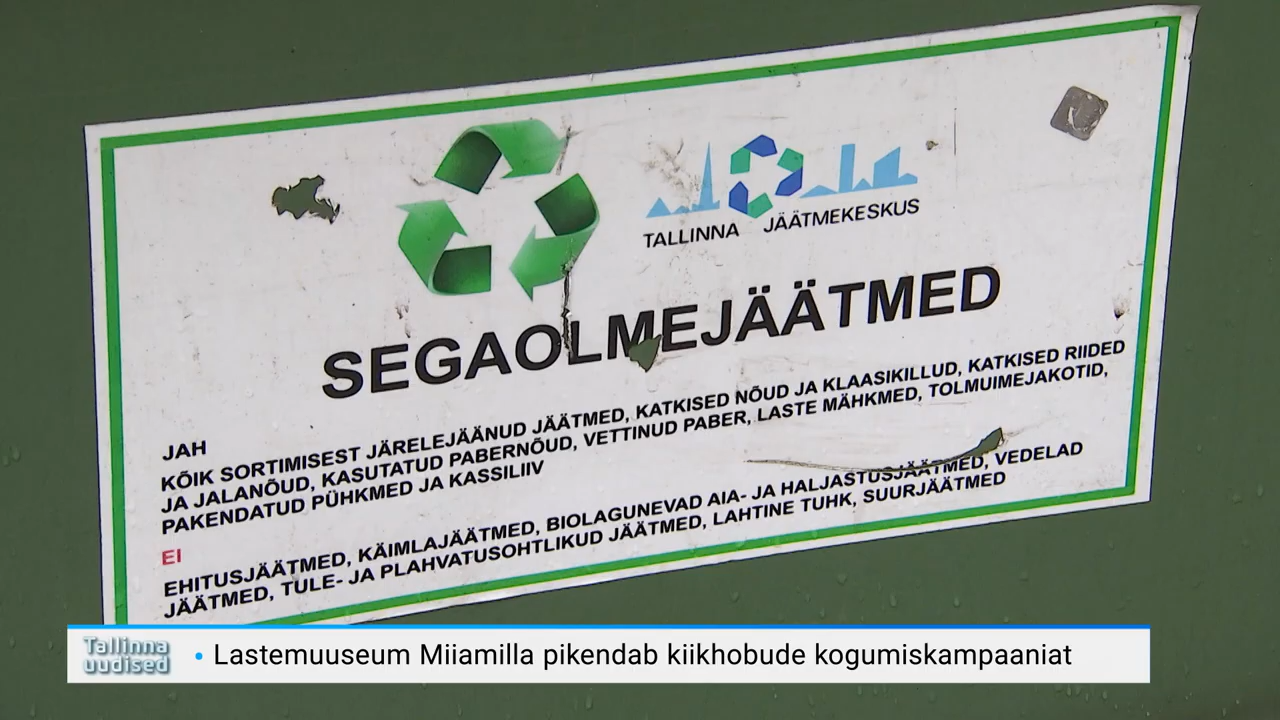 TALLINNA JÄÄTMEKESKUS
SEGAOLMEJÄÄTMED
JAH
KÕIK SORTIMISEST JÄRELEJÄÄNUD JÄÄTMED, KATKISED NÕUD JA KLAASIKILLUD, KATKISED RIIDED
JA JALANÕUD, KASUTATUD PABERNÕUD, VETTINUD PABER, LASTE MÄHKMED, TOLMUIMEJAKOTID,
PAKENDATUD PÜHKMED JA KASSILIIV
EI
EHITUSJÄÄTMED, KÄIMLAJÄÄTMED, BIOLAGUNEVAD AIA- JA HALJASTUSJÄÄTMED, VEDELAD
JÄÄTMED, TULE- JA PLAHVATUSOHTLIKUD JÄÄTMED, LAHTINE TUHK, SUURJÄÄTMED
Tallinna
uudised
• Lastemuuseum Miiamilla pikendab kiikhobude kogumiskampaaniat